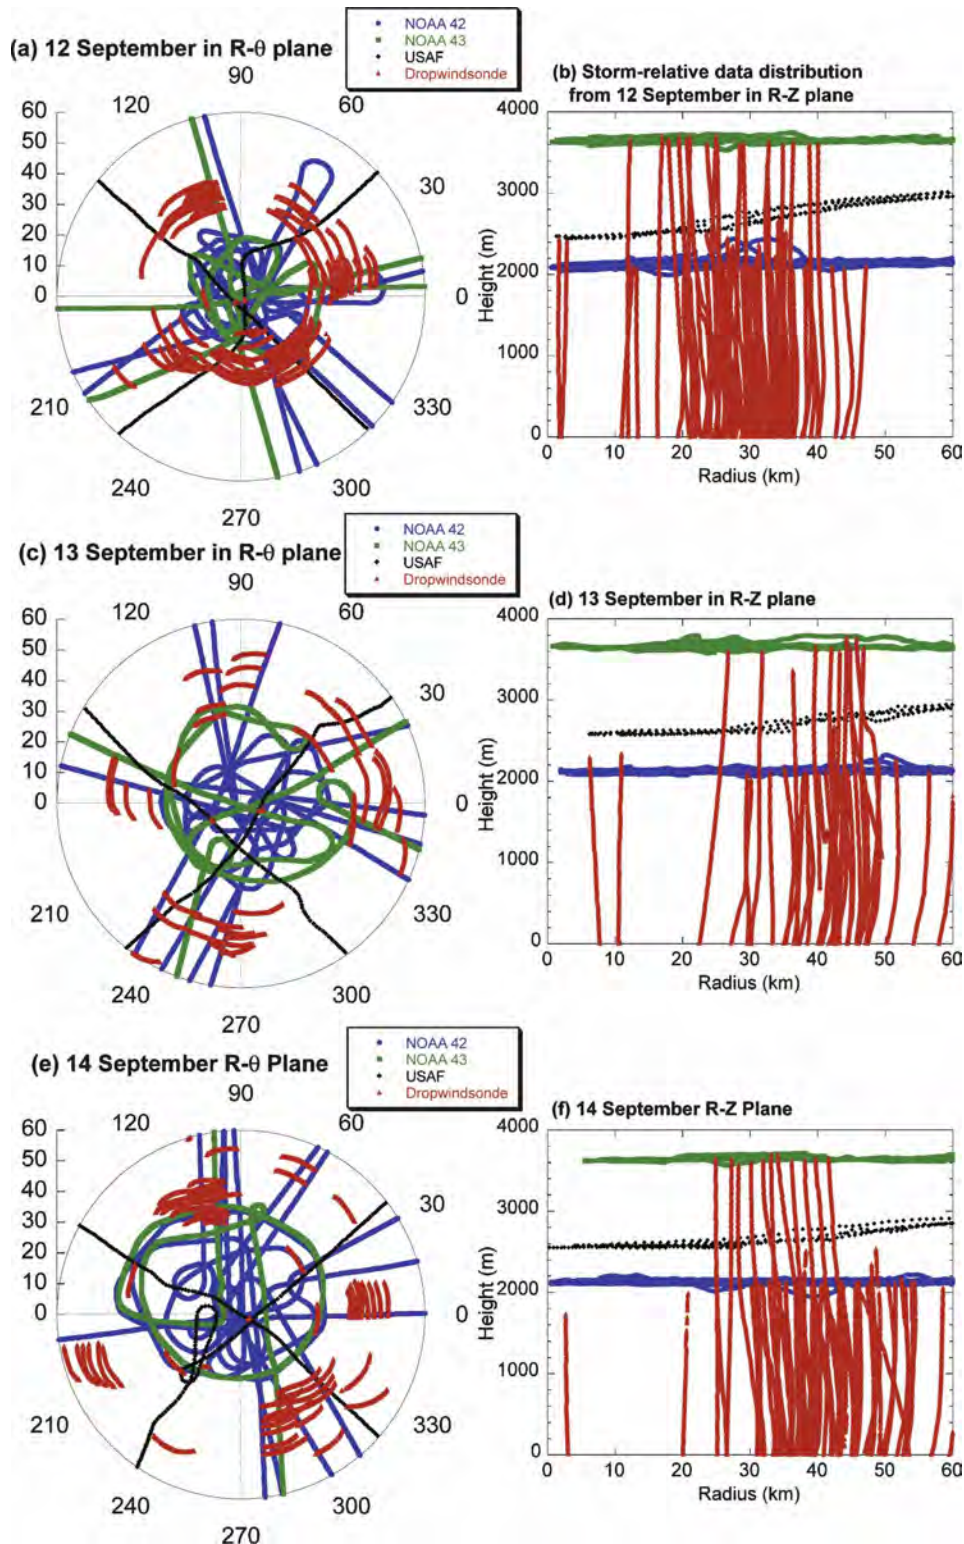 (a) 12 September in R-θ plane
NOAA 42
NOAA 43
USAF
Dropwindsonde
90
120
60
30
0
330
300
270
240
210
60
50
40
30
20
10
0
(b) Storm-relative data distribution
from 12 September in R-Z plane
4000
3000
2000
1000
0
Height (m)
0 10 20 30 40 50 60
Radius (km)
(c) 13 September in R-θ plane
NOAA 42
NOAA 43
USAF
Dropwindsonde
90
120
60
30
0
330
300
270
240
210
60
50
40
30
20
10
0
(d) 13 September in R-Z plane
4000
3000
2000
1000
0
Height (m)
0 10 20 30 40 50 60
Radius (km)
(e) 14 September R-θ Plane
NOAA 42
NOAA 43
USAF
Dropwindsonde
90
120
60
30
0
330
300
270
240
210
60
50
40
30
20
10
0
(f) 14 September R-Z Plane
4000
3000
2000
1000
0
Height (m)
0 10 20 30 40 50 60
Radius (km)